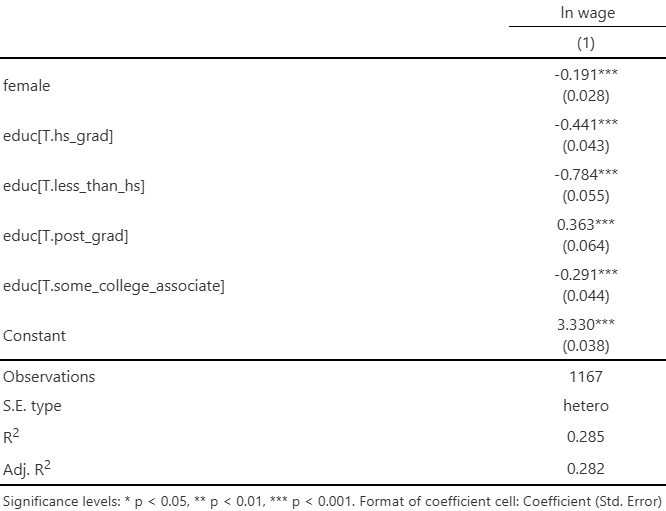 ln wage
(1)
female -0.191***
(0.028)
educ[T.hs_grad] -0.441***
(0.043)
educ[T.less_than_hs] -0.784***
(0.055)
educ[T.post_grad] 0.363***
(0.064)
educ[T.some_college_associate] -0.291***
(0.044)
Constant 3.330***
(0.038)
Observations 1167
S.E. type hetero
R² 0.285
Adj. R² 0.282
Significance levels: * p < 0.05, ** p < 0.01, *** p < 0.001. Format of coefficient cell: Coefficient (Std. Error)